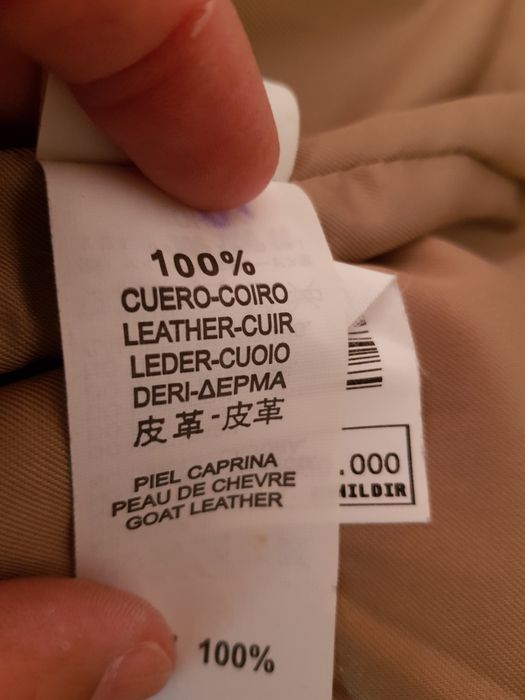 100%
CUERO-COIRO
LEATHER-CUIR
LEDER-CUOIO
DERI-ΔΕΡΜΑ
皮革-皮革
PIEL CAPRINA
PEAU DE CHEVRE
GOAT LEATHER
100%
.000